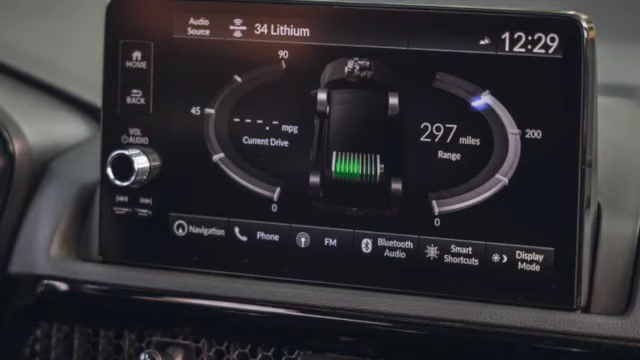 Audio
Source
34 Lithium
12:29
HOME
BACK
VOL
AUDIO
90
45
0
-- -.- mpg
Current Drive
297 miles
Range
200
0
Navigation
Phone
FM
Bluetooth
Audio
Smart
Shortcuts
Display
Mode